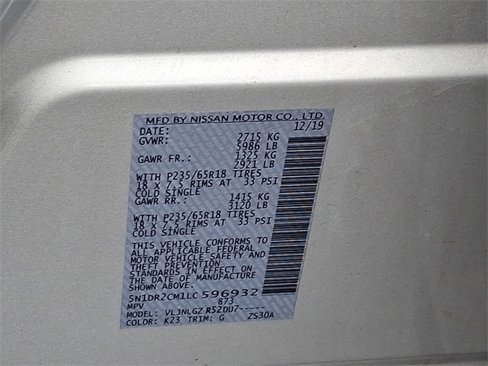 MFD BY NISSAN MOTOR CO., LTD.
DATE: 12/19
GVWR: 2715 KG
5986 LB
GAWR FR.: 1325 KG
2921 LB
WITH P235/65R18 TIRES
18 X 7.5 RIMS AT 33 PSI
COLD SINGLE
GAWR RR.: 1415 KG
3120 LB
WITH P235/65R18 TIRES
18 X 7.5 RIMS AT 33 PSI
COLD SINGLE
THIS VEHICLE CONFORMS TO
ALL APPLICABLE FEDERAL
MOTOR VEHICLE SAFETY AND
THEFT PREVENTION
STANDARDS IN EFFECT ON
THE DATE OF MANUFACTURE
SHOWN ABOVE.
5N1DR2CM1LC596932
MPV 873
MODEL: VLJNLGZ R52DU7-----
COLOR: K23 TRIM: G ZS30A